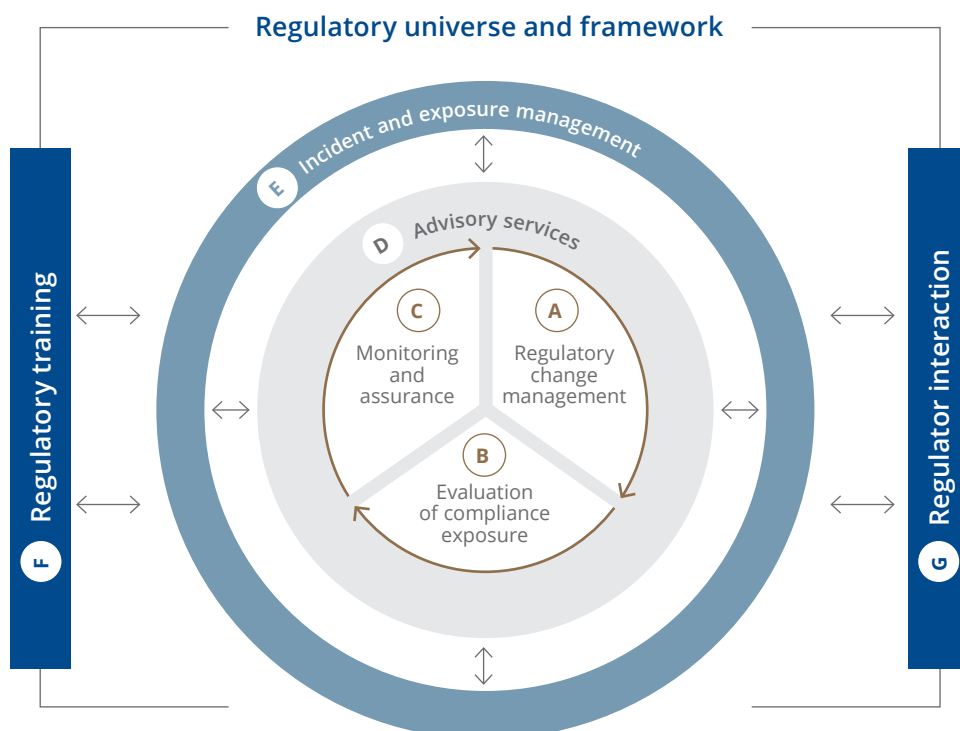 Regulatory universe and framework
E Incident and exposure management
D Advisory services
C
Monitoring
and
assurance
A
Regulatory
change
management
B
Evaluation
of compliance
exposure
F Regulatory training
G Regulator interaction